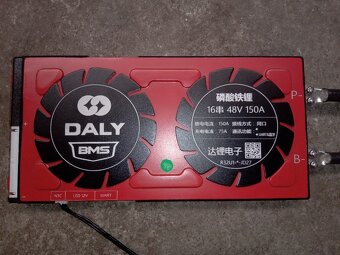 DALY
BMS
磷酸铁锂
16串 48V 150A
放电电流 150A 接线方式 同口
充电电流 75A 通讯功能
达锂电子
P-
B-
NTC LED 12V UART